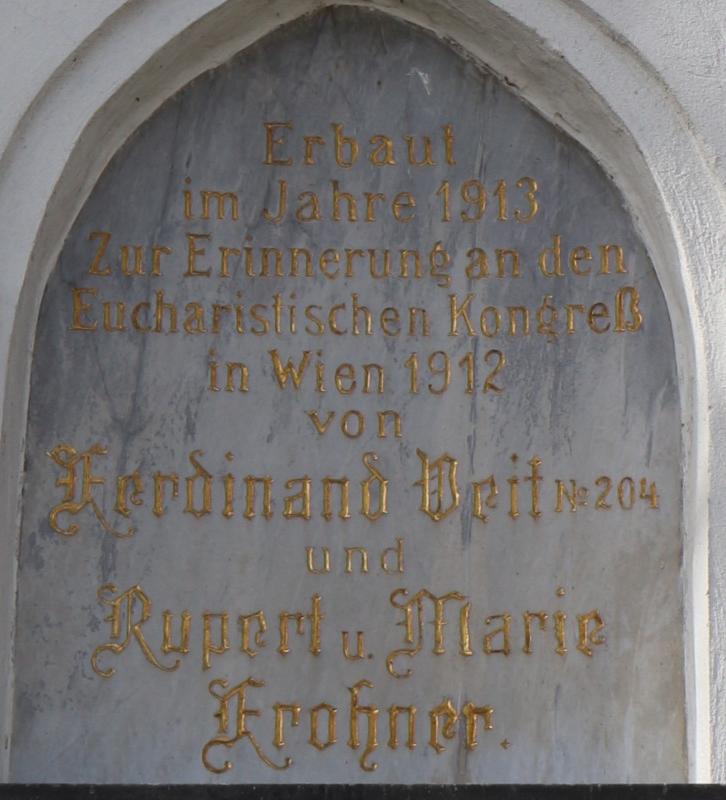 Erbaut
im Jahre 1913
Zur Erinnerung an den
Eucharistischen Kongreß
in Wien 1912
von
Ferdinand Veit No 204
und
Rupert u. Marie
Frohner.